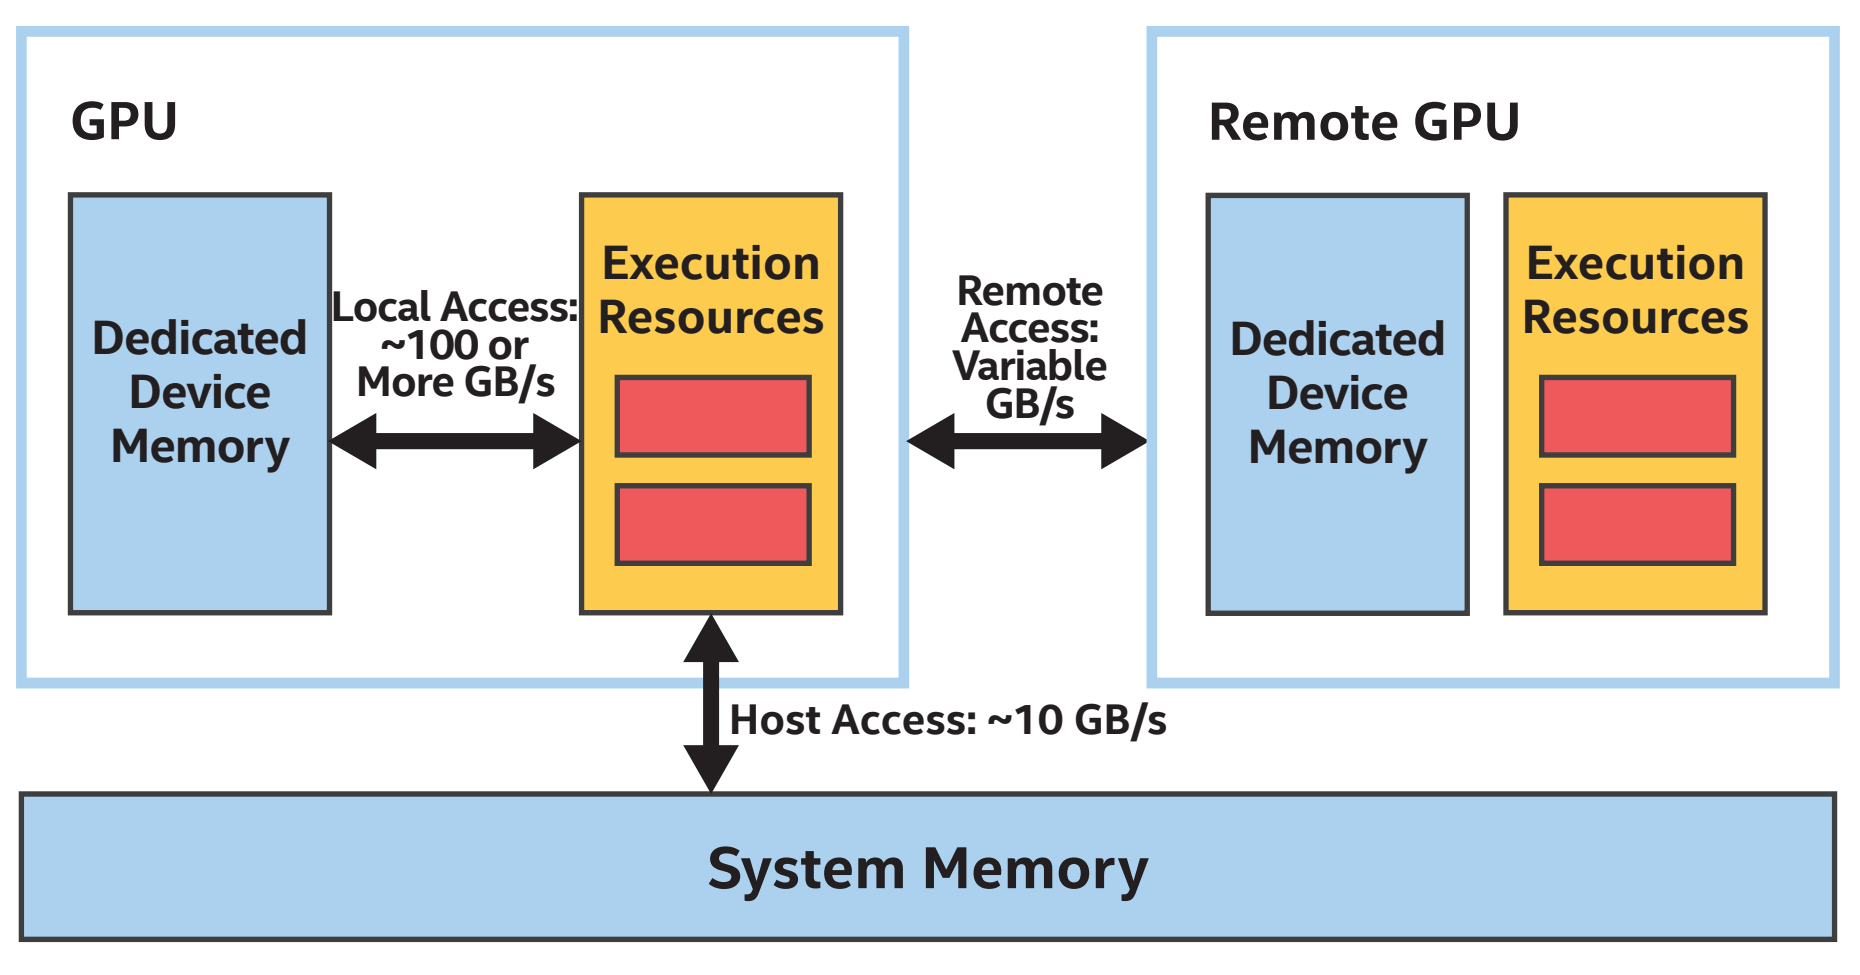 GPU
Dedicated
Device
Memory
Local Access:
~100 or
More GB/s
Execution
Resources
Remote
Access:
Variable
GB/s
Remote GPU
Dedicated
Device
Memory
Execution
Resources
Host Access: ~10 GB/s
System Memory